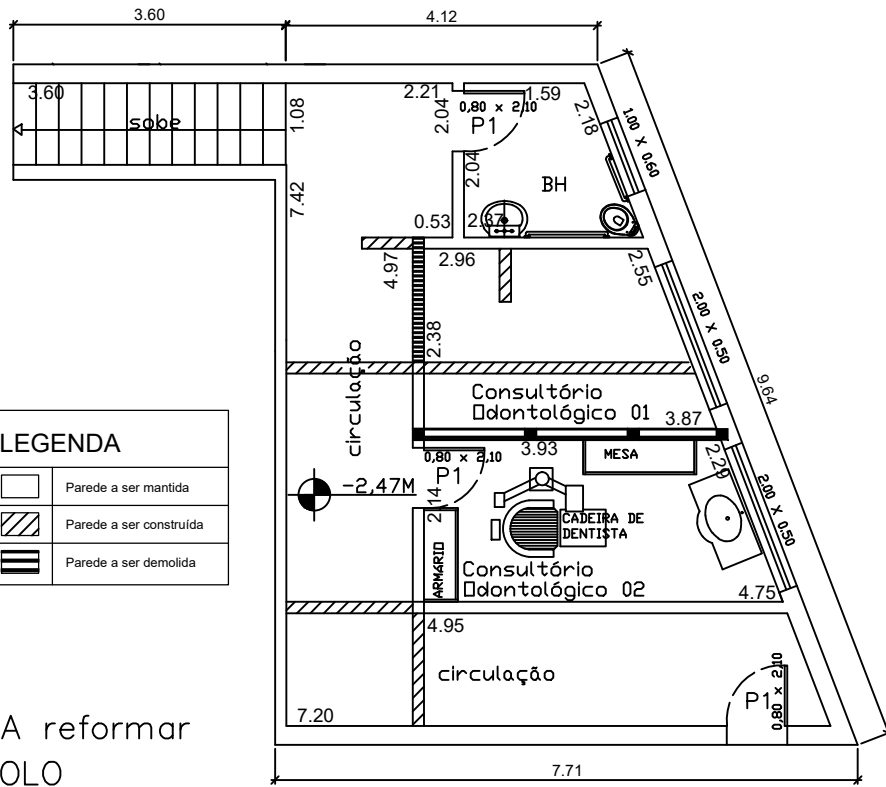 3.60
4.12
3.60
sobe
1.08
2.21
2.04
0,80 x 2,10
1.59
P1
2.18
1.00 X 0.60
2.04
BH
7.42
0.53
2.37
4.97
2.96
2.55
2.00 X 0.50
2.38
circulação
9.64
Consultório
Odontológico 01
3.87
LEGENDA
Parede a ser mantida
Parede a ser construída
Parede a ser demolida
0,80 x 2,10
3.93
MESA
2.29
P1
-2,47M
2.14
2.00 X 0.50
CADEIRA DE
DENTISTA
ARMÁRIO
Consultório
Odontológico 02
4.75
4.95
circulação
7.20
P1
0,80 x 2,10
A reformar
OLO
7.71